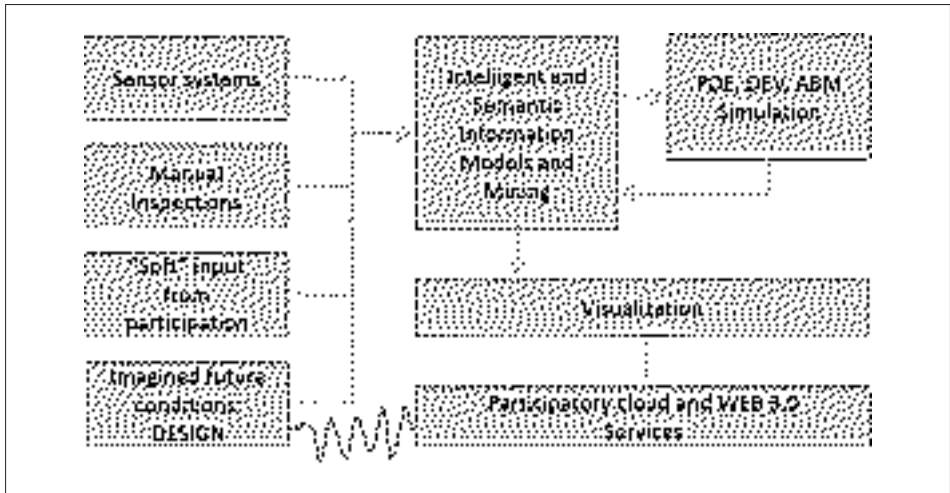 Sensor systems
Manual
Inspections
"Soft" input
from
participation
Imagined future
conditions:
DESIGN
Intelligent and
Semantic
Information
Models and
Mining
PDE, DEV, ABM
Simulation
Visualization
Participatory cloud and WEB 3.0
Services